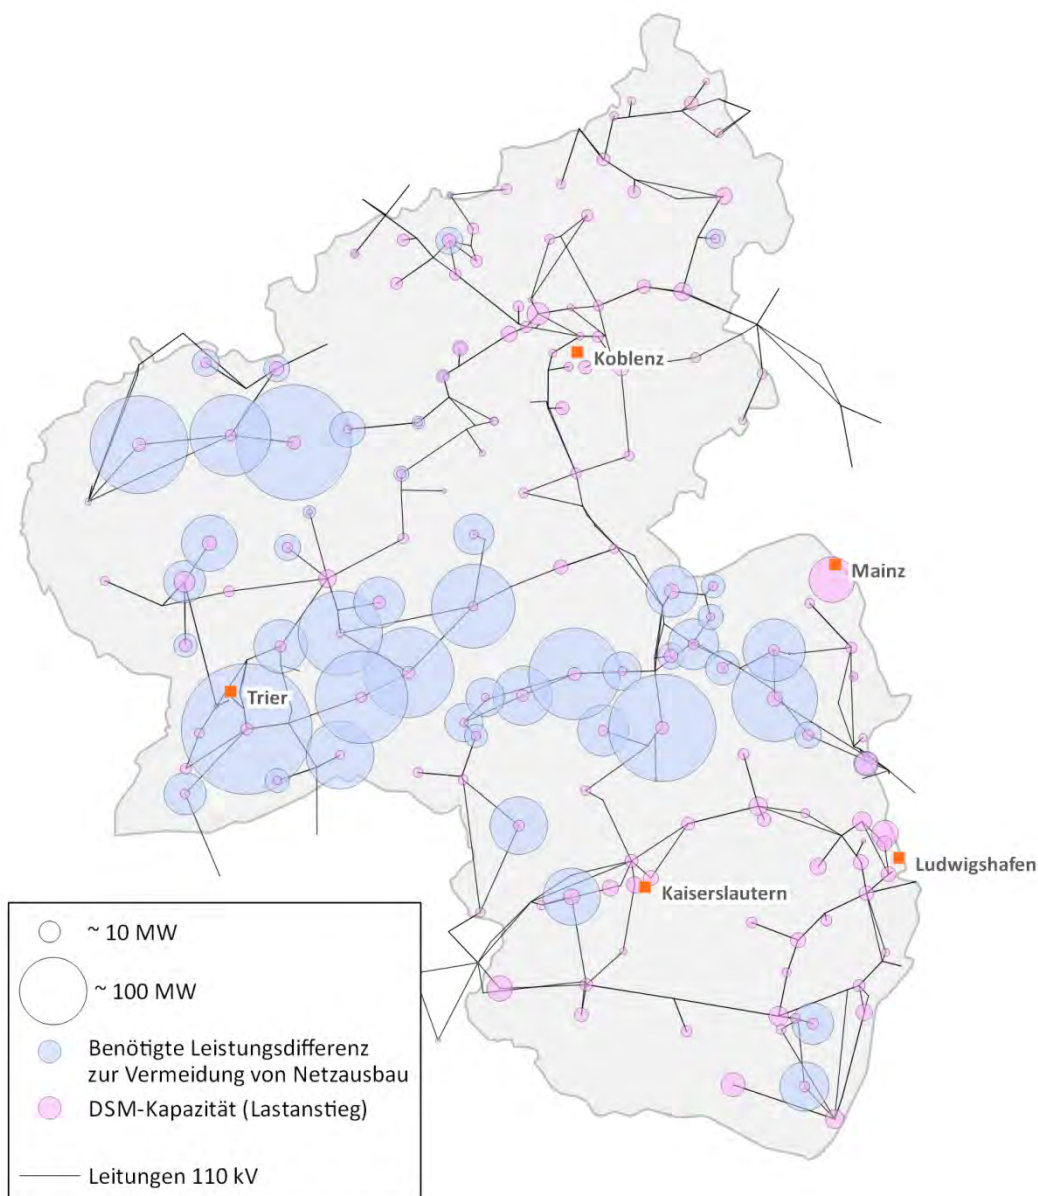 Koblenz
Mainz
Trier
Ludwigshafen
Kaiserslautern
~ 10 MW
~ 100 MW
Benötigte Leistungsdifferenz
zur Vermeidung von Netzausbau
DSM-Kapazität (Lastanstieg)
Leitungen 110 kV